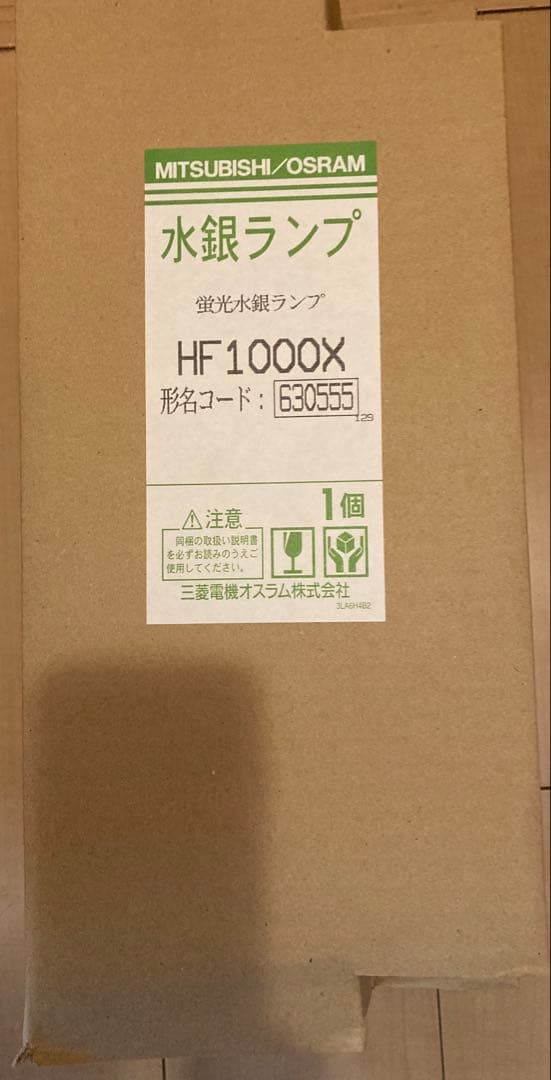 MITSUBISHI/OSRAM
水銀ランプ
蛍光水銀ランプ
HF1000X
形名コード：630555
129
1個
⚠注意
同梱の取扱い説明書
を必ずお読みのうえご
使用してください。
三菱電機オスラム株式会社
3LA6H4B2